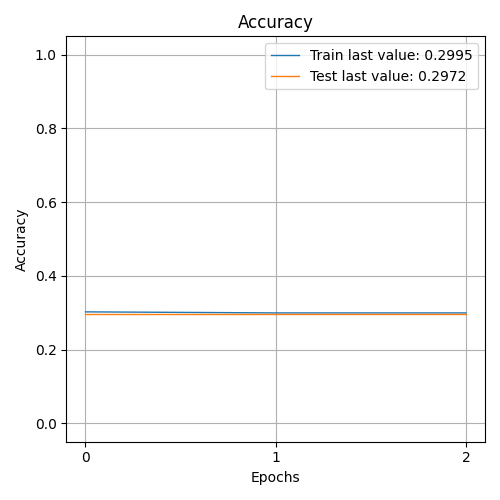 Accuracy
Train last value: 0.2995
Test last value: 0.2972
Accuracy
1.0
0.8
0.6
0.4
0.2
0.0
0 1 2
Epochs